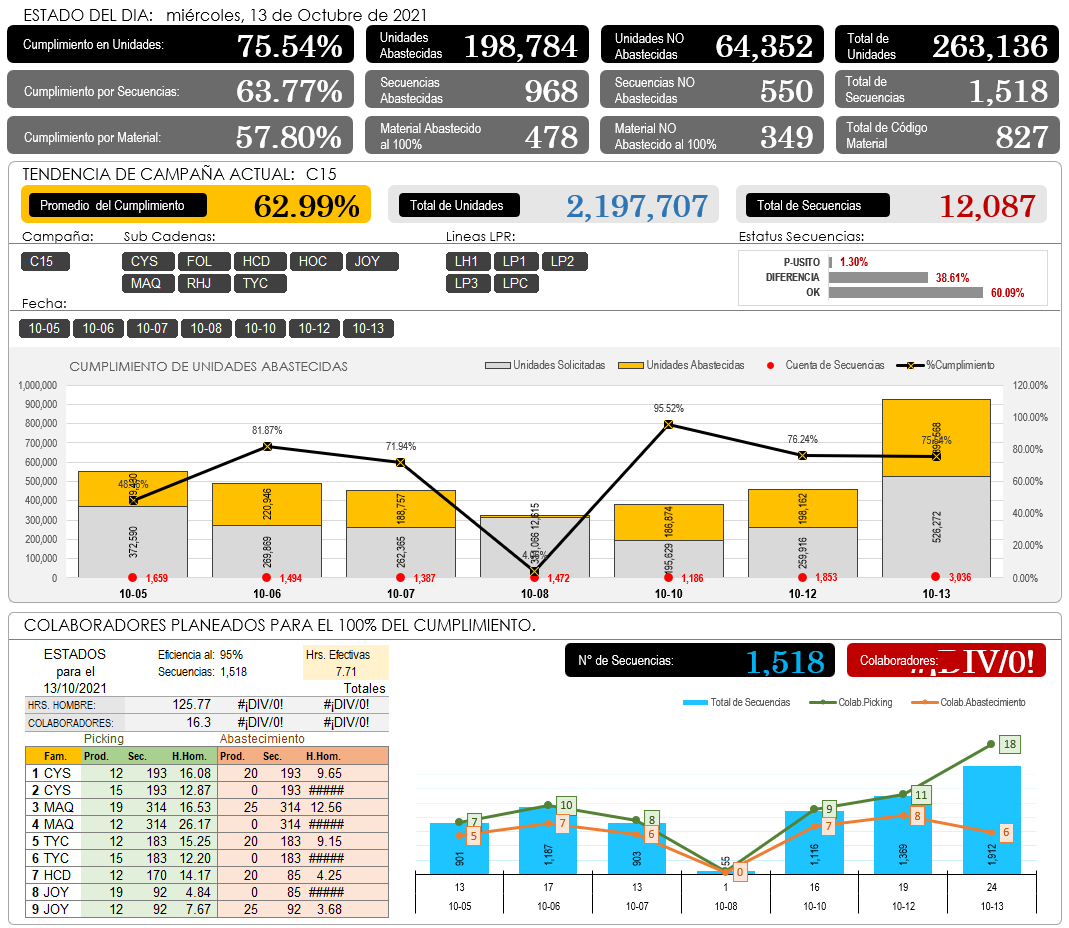 ESTADO DEL DIA: miércoles, 13 de Octubre de 2021
Cumplimiento en Unidades: 75.54%
Unidades Abastecidas 198,784
Unidades NO Abastecidas 64,352
Total de Unidades 263,136
Cumplimiento por Secuencias: 63.77%
Secuencias Abastecidas 968
Secuencias NO Abastecidas 550
Total de Secuencias 1,518
Cumplimiento por Material: 57.80%
Material Abastecido al 100% 478
Material NO Abastecido al 100% 349
Total de Código Material 827
TENDENCIA DE CAMPAÑA ACTUAL: C15
Promedio del Cumplimiento 62.99%
Total de Unidades 2,197,707
Total de Secuencias 12,087
Campaña: Sub Cadenas: Lineas LPR: Estatus Secuencias:
C15 CYS FOL HCD HOC JOY LH1 LP1 LP2
MAQ RHJ TYC LP3 LPC
P-USITO 1.30%
DIFERENCIA 38.61%
OK 60.09%
Fecha:
10-05 10-06 10-07 10-08 10-10 10-12 10-13
CUMPLIMIENTO DE UNIDADES ABASTECIDAS
Unidades Solicitadas Unidades Abastecidas Cuenta de Secuencias %Cumplimiento
1,000,000 120.00%
900,000
800,000 100.00%
700,000
600,000 80.00%
500,000
400,000 60.00%
300,000 40.00%
200,000
100,000 20.00%
0 0.00%
81.87% 71.94% 95.52% 76.24%
220,946 188,757 12,615 186,874 198,162
372,590 269,869 262,365 195,629 259,916 526,272
1,659 1,494 1,387 1,472 1,186 1,853 3,036
10-05 10-06 10-07 10-08 10-10 10-12 10-13
COLABORADORES PLANEADOS PARA EL 100% DEL CUMPLIMIENTO.
ESTADOS para el 13/10/2021
Eficiencia al: 95%
Secuencias: 1,518
Hrs. Efectivas
7.71
Totales
HRS. HOMBRE: 125.77 #¡DIV/0! #¡DIV/0!
COLABORADORES: 16.3 #¡DIV/0! #¡DIV/0!
Picking Abastecimiento
Fam. Prod. Sec. H.Hom. Prod. Sec. H.Hom.
1 CYS 12 193 16.08 20 193 9.65
2 CYS 15 193 12.87 0 193 #####
3 MAQ 19 314 16.53 25 314 12.56
4 MAQ 12 314 26.17 0 314 #####
5 TYC 12 183 15.25 20 183 9.15
6 TYC 15 183 12.20 0 183 #####
7 HCD 12 170 14.17 20 85 4.25
8 JOY 19 92 4.84 0 85 #####
9 JOY 12 92 7.67 25 92 3.68
N° de Secuencias: 1,518
Colaboradores: #¡DIV/0!
Total de Secuencias Colab.Picking Colab.Abastecimiento
7 10 8 9 11 18
5 7 6 0 7 8 6
901 1,187 903 55 1,116 1,369 1,912
13 17 13 1 16 19 24
10-05 10-06 10-07 10-08 10-10 10-12 10-13